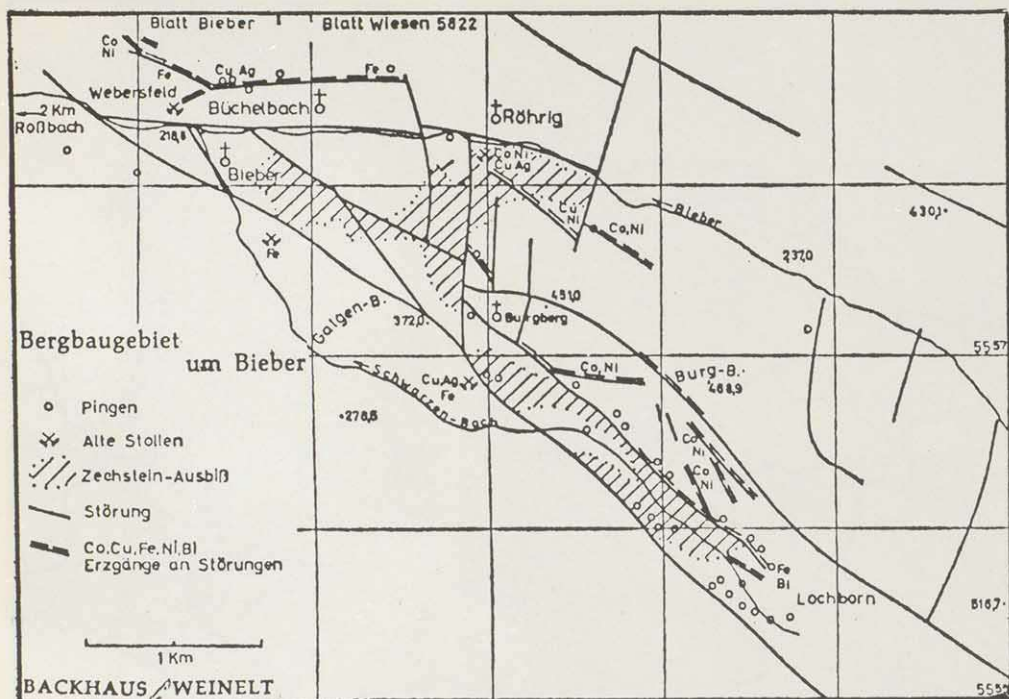 Blatt Bieber
Blatt Wiesen 5822
Co
Ni
Fe
Cu Ag
Fe
Webersfeld
Büchelbach
Röhrig
2 Km
Roßbach
218,8
Bieber
Co Ni
Cu Ag
Cu
Ni
Co,Ni
Bieber
430,1
237,0
Fe
Galgen-B.
372,0
451,0
Burgberg
5557
Bergbaugebiet
um Bieber
Cu,Ag
Fe
Schwarzen-Bach
Co,Ni
Burg-B.
468,9
Pingen
276,6
Alte Stollen
Co
Ni
Co
Ni
Zechstein-Ausbiß
Störung
Co,Cu,Fe,Ni,Bi
Erzgänge an Störungen
Fe
Bi
Lochborn
516,7
1 Km
BACKHAUS / WEINELT